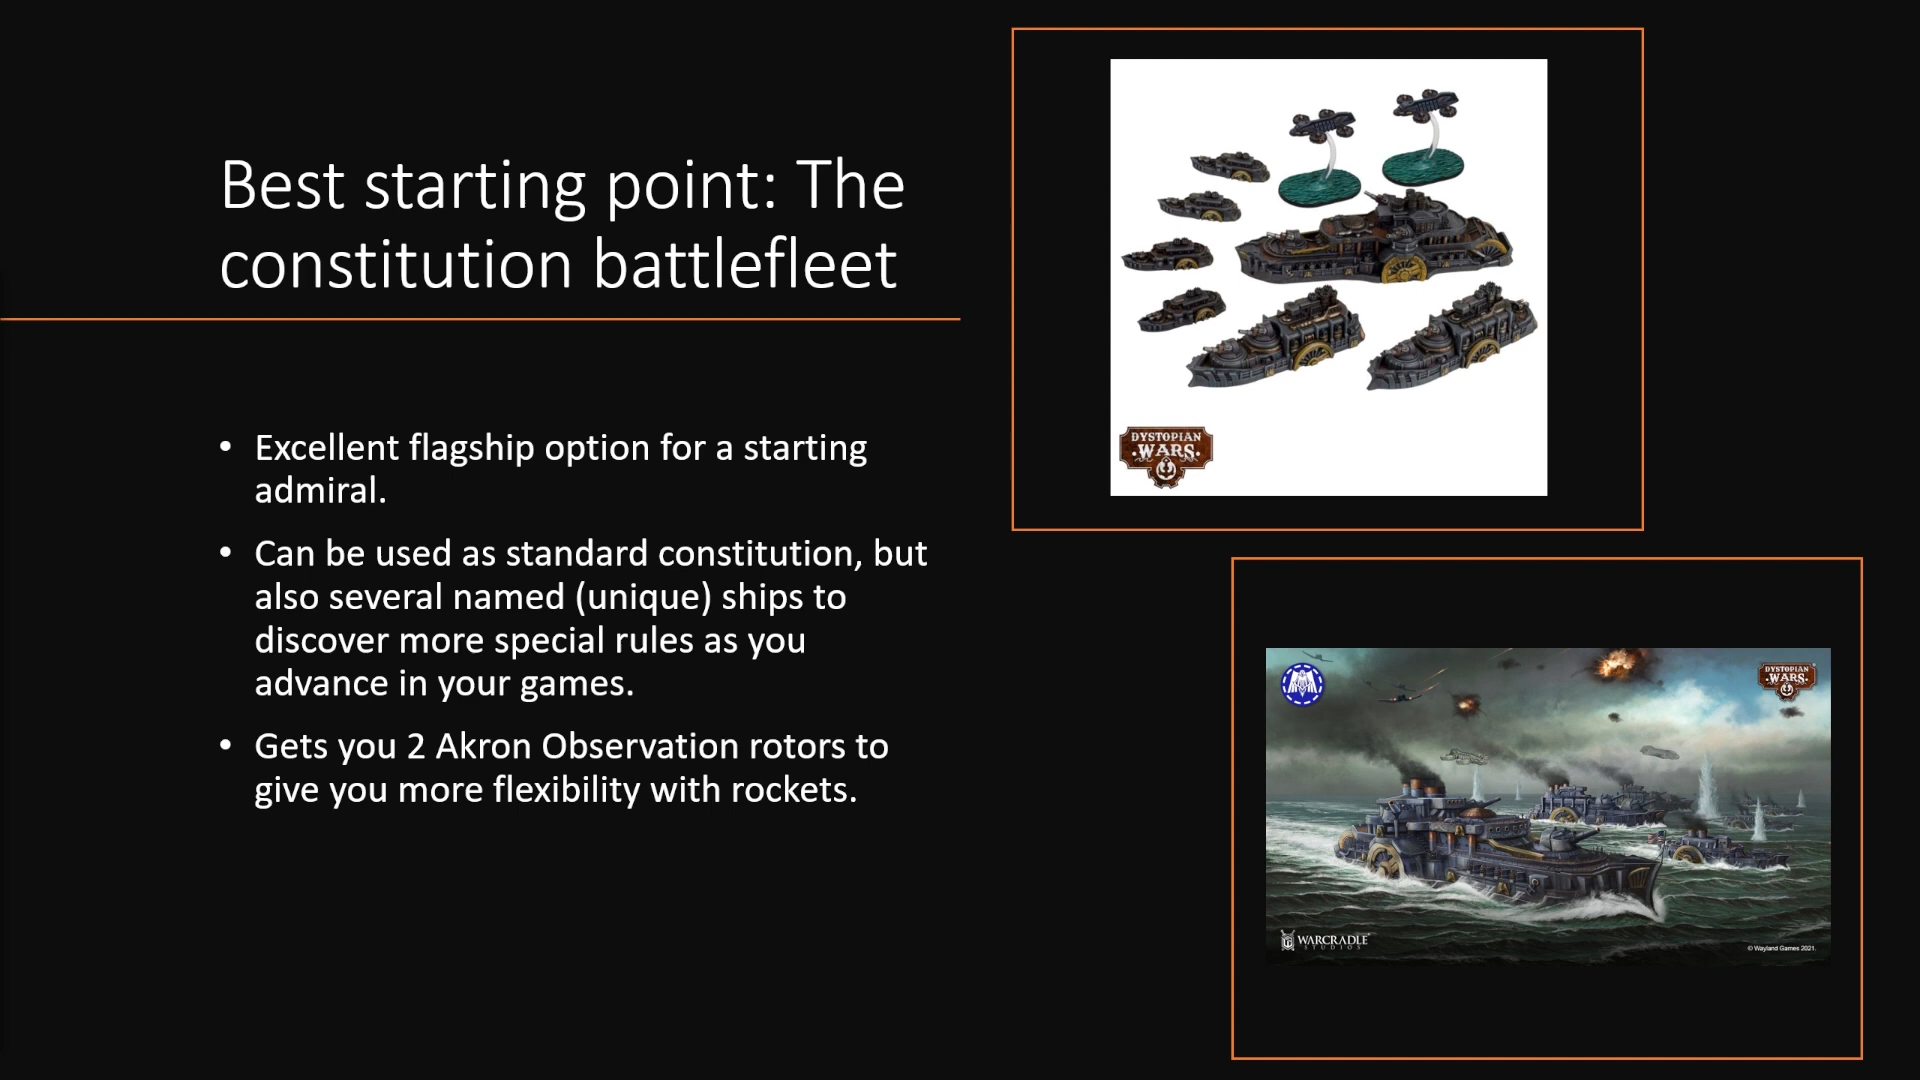 Best starting point: The
constitution battlefleet
• Excellent flagship option for a starting
admiral.
• Can be used as standard constitution, but
also several named (unique) ships to
discover more special rules as you
advance in your games.
• Gets you 2 Akron Observation rotors to
give you more flexibility with rockets.
DYSTOPIAN
WARS
DYSTOPIAN
WARS
WARCRADLE
STUDIOS
© Wayland Games 2021.